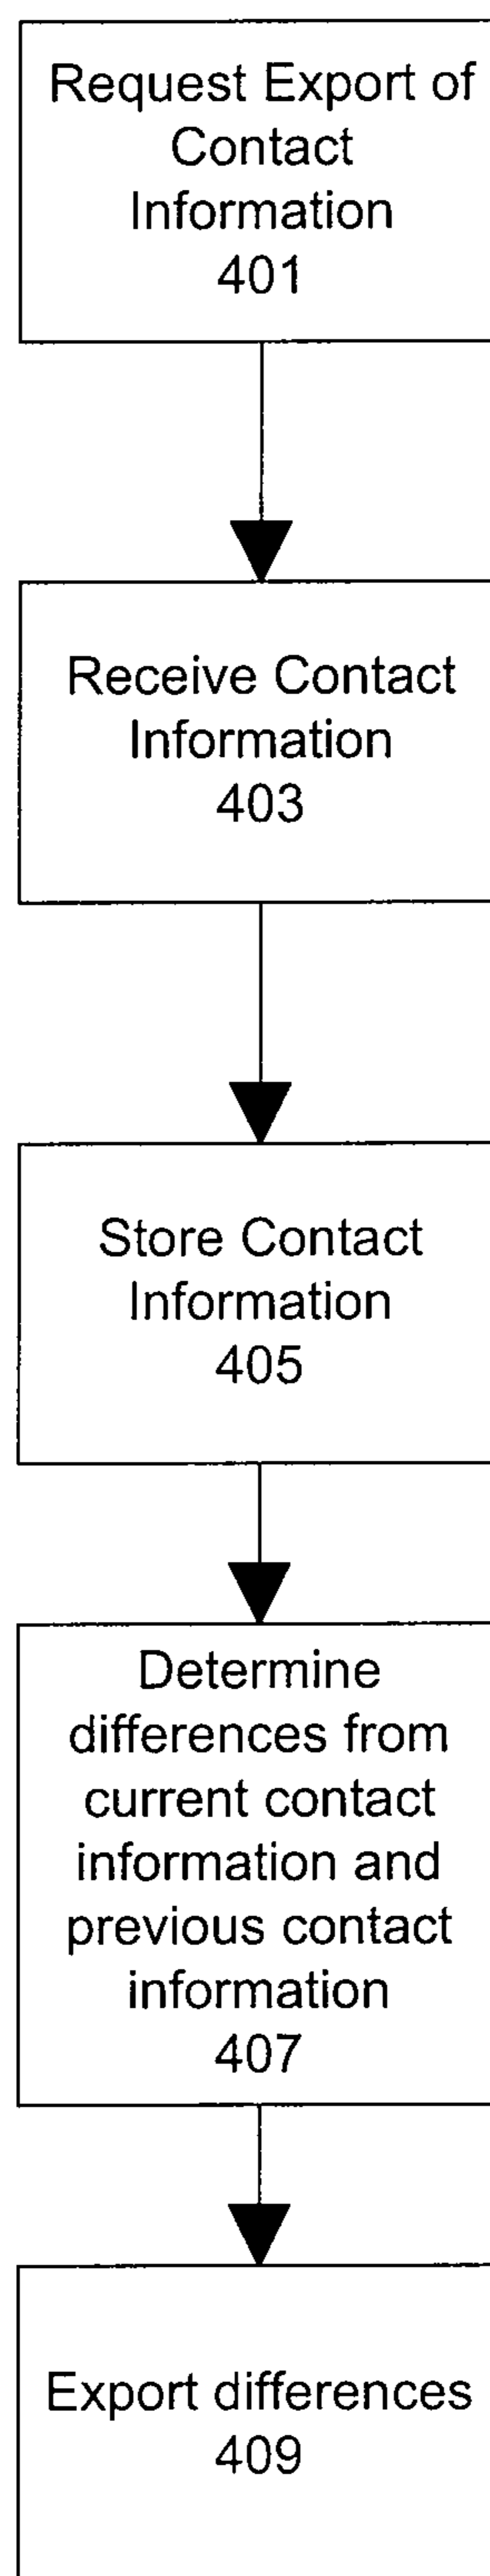 Request Export of
Contact
Information
401
Receive Contact
Information
403
Store Contact
Information
405
Determine
differences from
current contact
information and
previous contact
information
407
Export differences
409